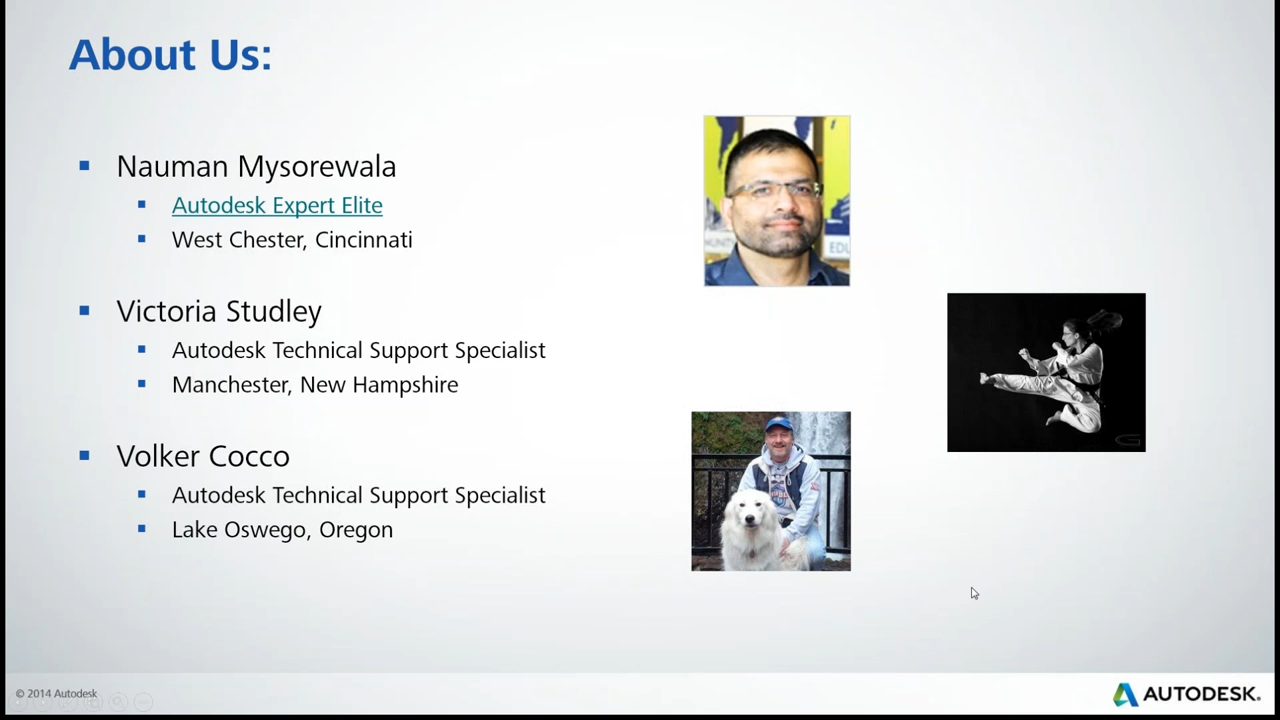 About Us:
Nauman Mysorewala
Autodesk Expert Elite
West Chester, Cincinnati
Victoria Studley
Autodesk Technical Support Specialist
Manchester, New Hampshire
Volker Cocco
Autodesk Technical Support Specialist
Lake Oswego, Oregon
EDU
© 2014 Autodesk
AUTODESK.